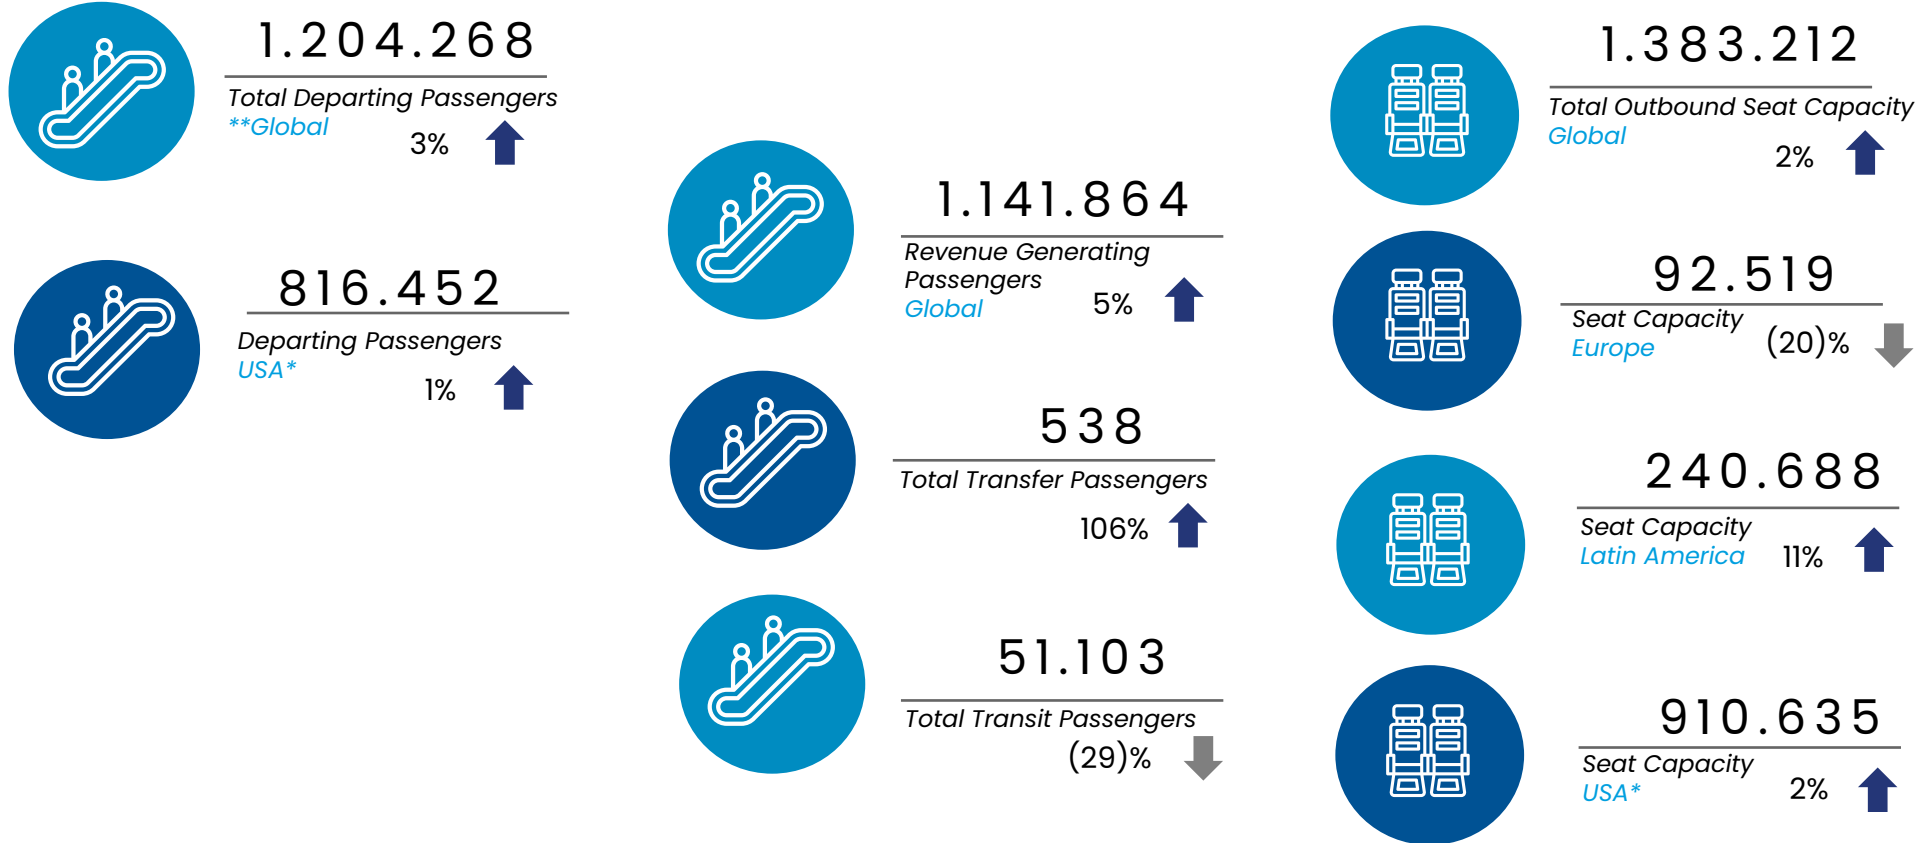 1.204.268
Total Departing Passengers
**Global
3%
816.452
Departing Passengers
USA*
1%
1.141.864
Revenue Generating
Passengers
Global
5%
538
Total Transfer Passengers
106%
51.103
Total Transit Passengers
(29)%
1.383.212
Total Outbound Seat Capacity
Global
2%
92.519
Seat Capacity
Europe
(20)%
240.688
Seat Capacity
Latin America
11%
910.635
Seat Capacity
USA*
2%